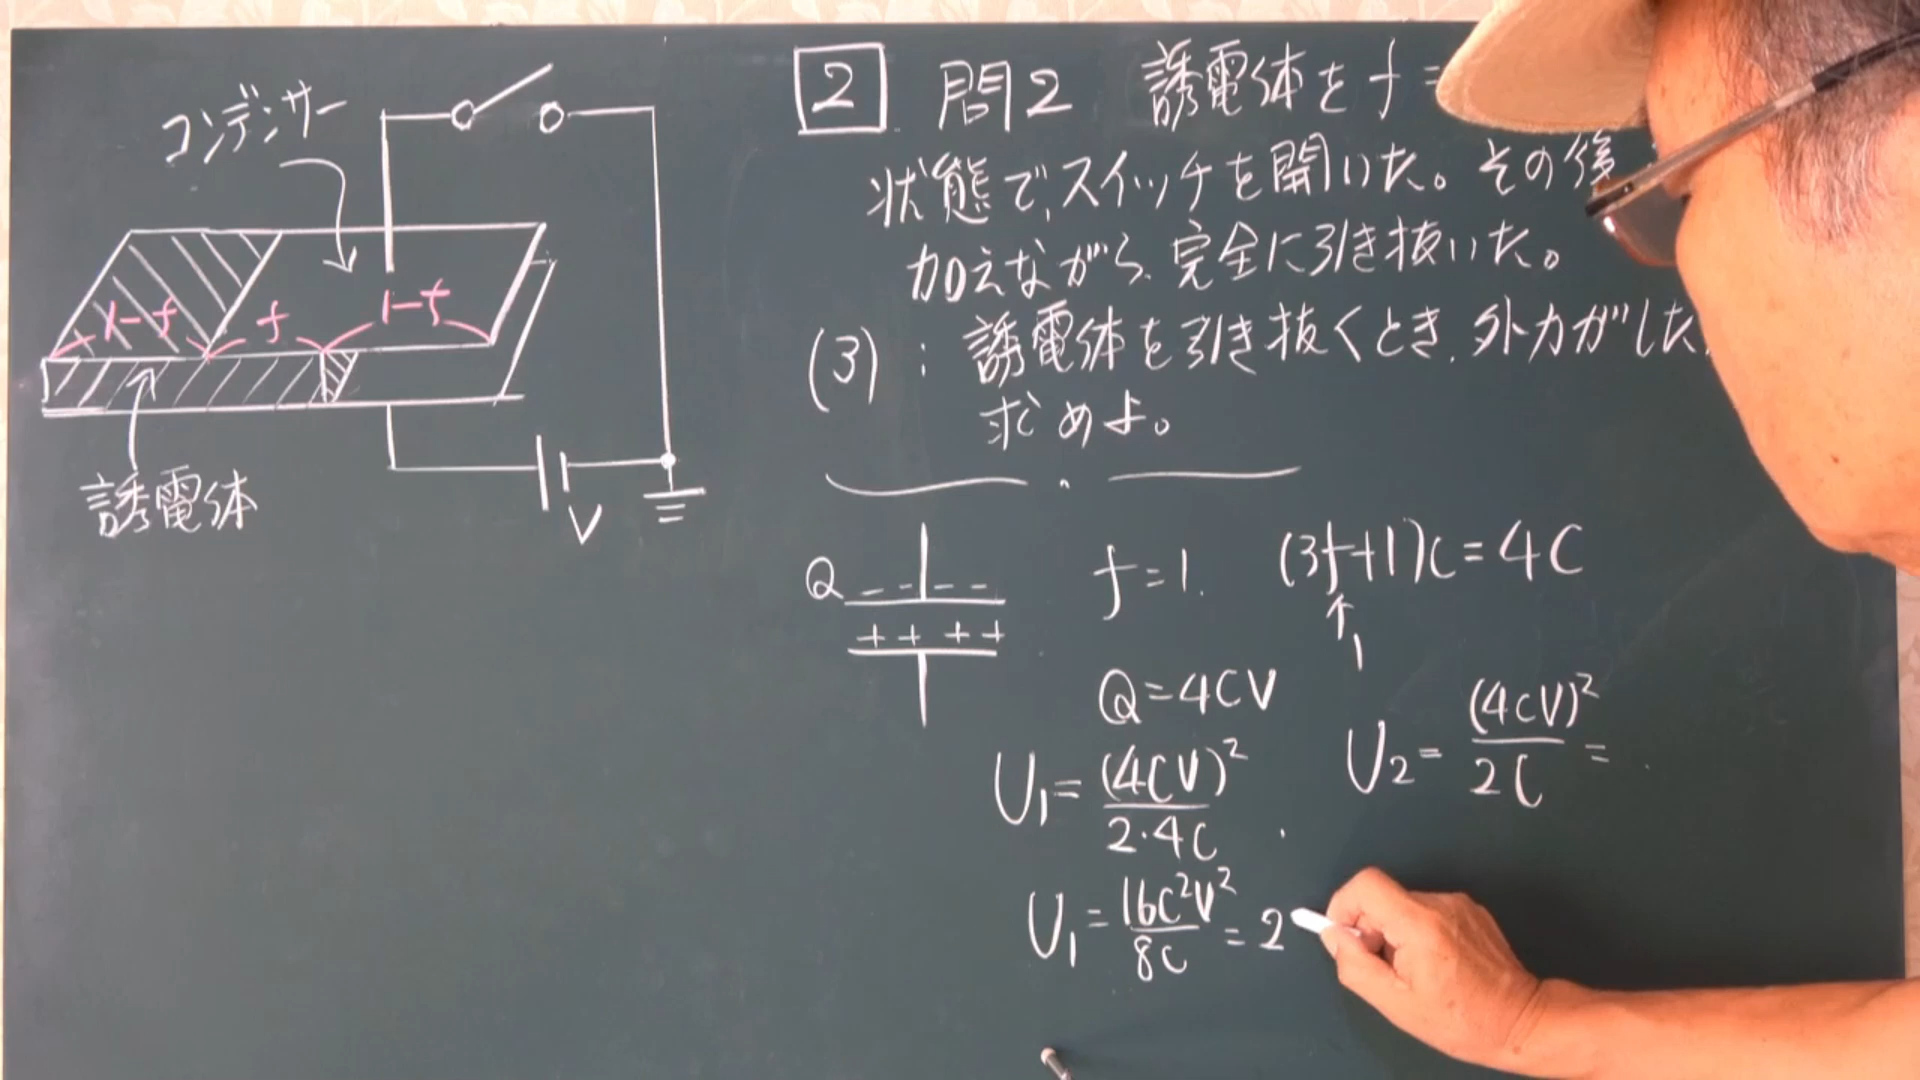 コンデンサー
1-f f 1-f
誘電体
V
2 問2 誘電体をf=
状態で、スイッチを開いた。その後
加えながら、完全に引き抜いた。
(3):誘電体を引き抜くとき、外力がした
求めよ。
Q - - - -
+ + + +
f=1. (3f+1)C=4C
↑
1
Q=4CV
U₁=(4CV)²/2・4C
U₂=(4CV)²/2C=
U₁=16C²V²/8C=2